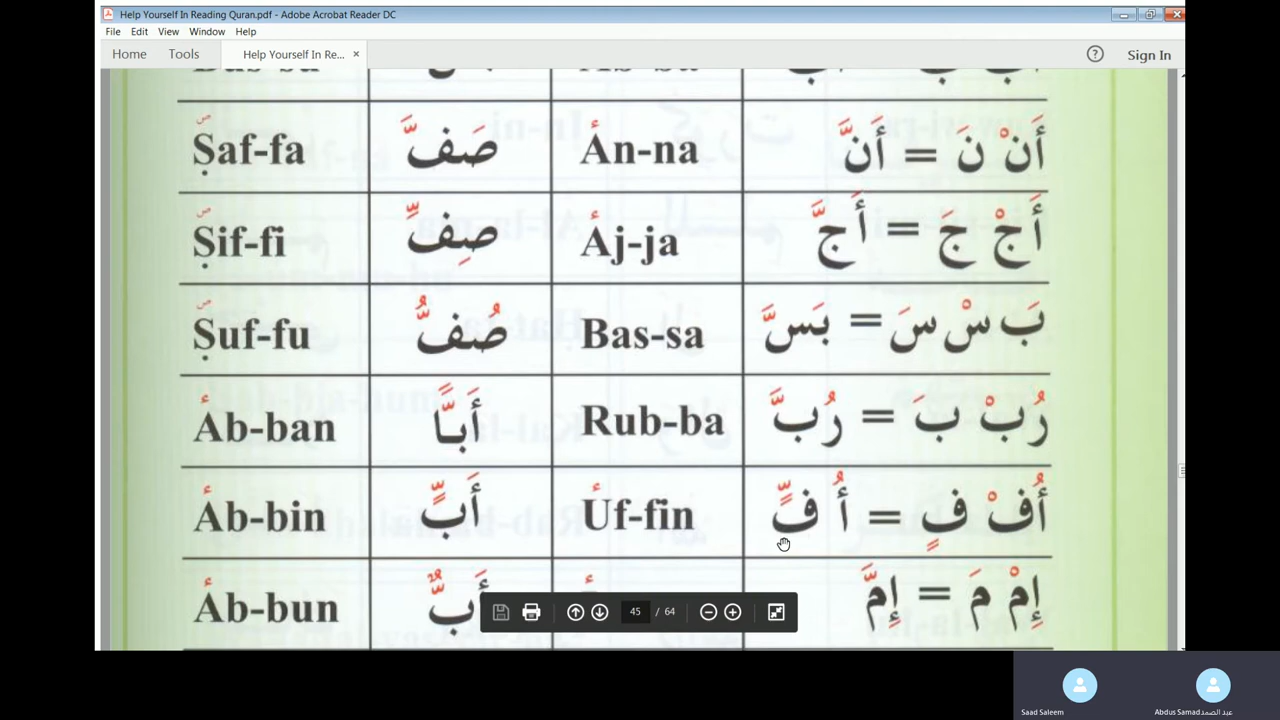 Help Yourself In Reading Quran.pdf - Adobe Acrobat Reader DC
File Edit View Window Help
Home Tools Help Yourself In Re... × ? Sign In
Ṣaf-fa صَفَّ An-na أَنْ نَ = أَنَّ
Ṣif-fi صِفِّ Aj-ja أَجْ جَ = أَجَّ
Ṣuf-fu صُفُّ Bas-sa بَ سْ سَ = بَسَّ
Ab-ban أَبًّا Rub-ba رُبْ بَ = رُبَّ
Ab-bin أَبٍّ Uf-fin أُفْ فٍ = أُ فٍّ
Ab-bun أَبٌّ إِمْ مَ = إِمَّ
45 / 64
Saad Saleem Abdus Samad عبد الصمد